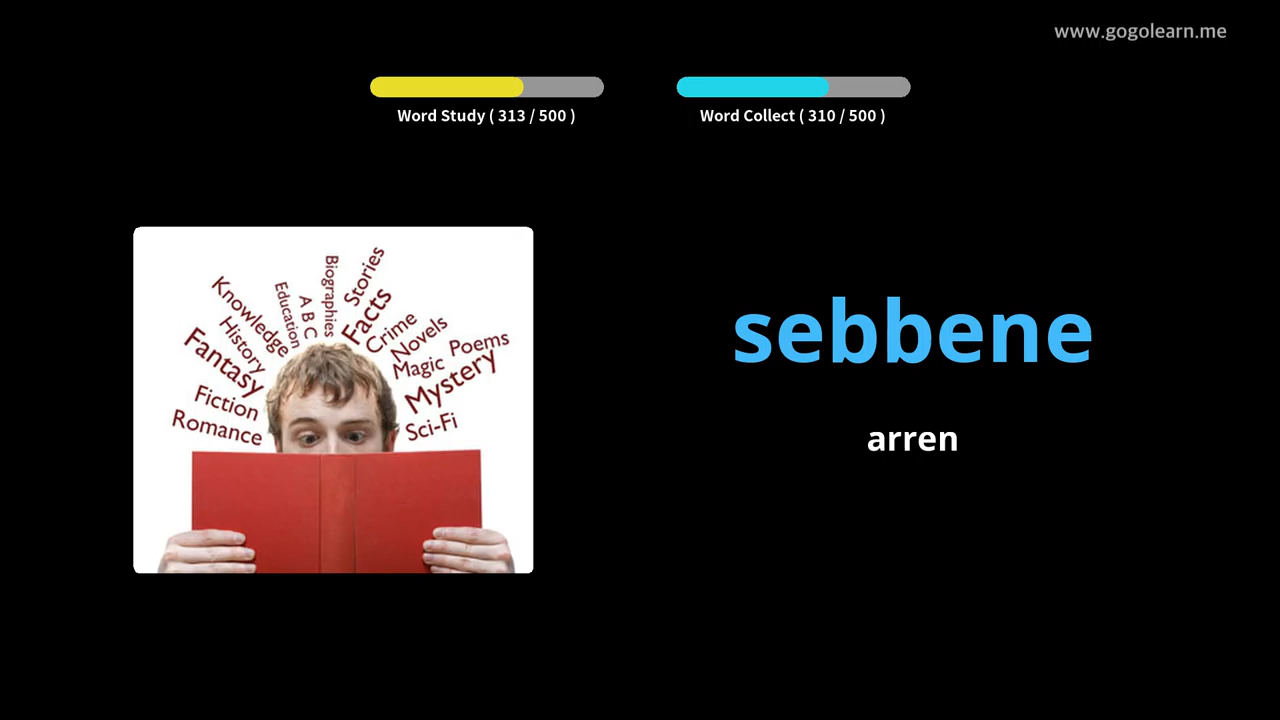 www.gogolearn.me
Word Study ( 313 / 500 )
Word Collect ( 310 / 500 )
Knowledge
History
Fantasy
Fiction
Romance
Education
A B C
Biographies
Stories
Facts
Crime
Novels
Magic
Poems
Mystery
Sci-Fi
sebbene
arren